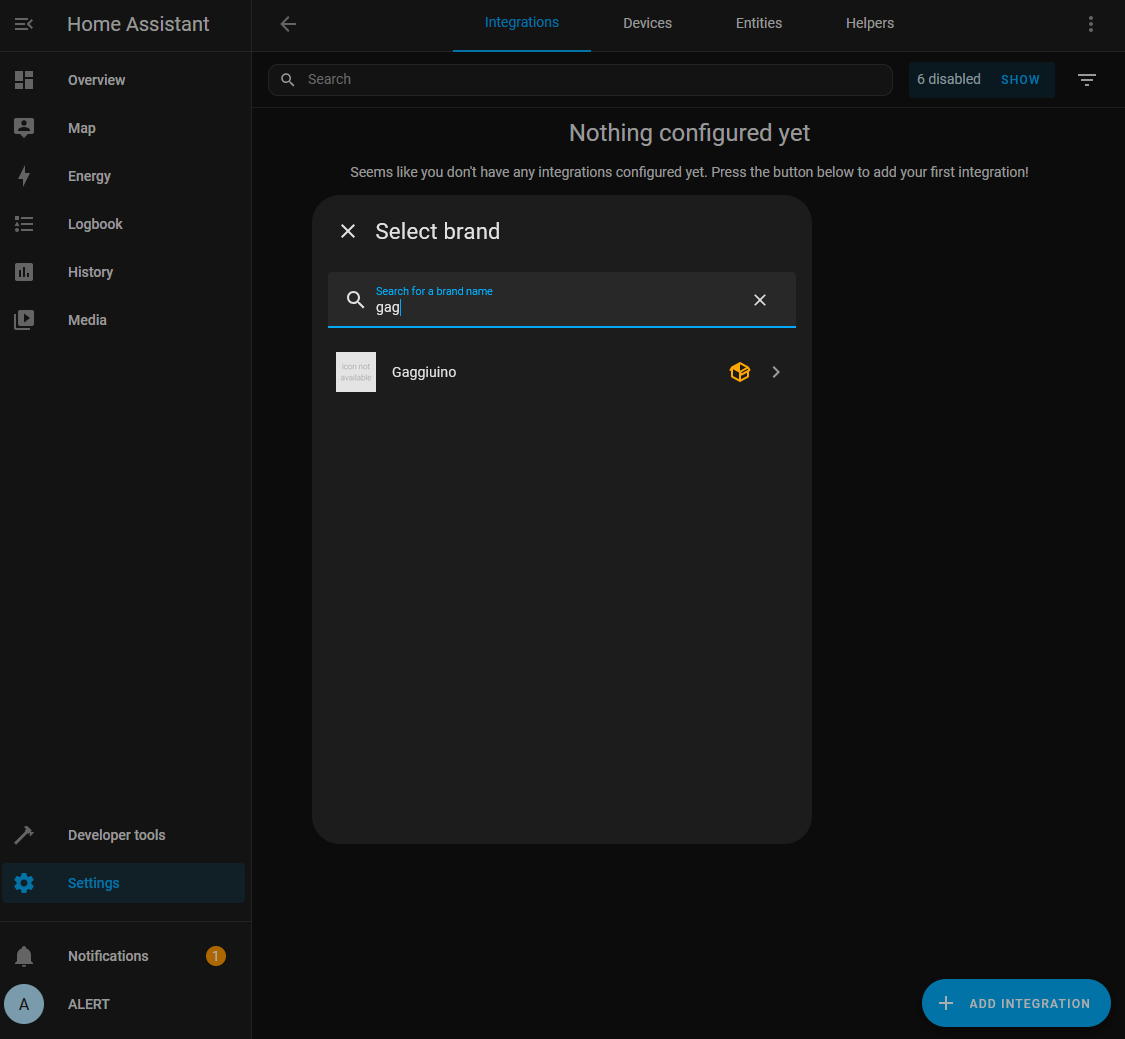 Home Assistant
Overview
Map
Energy
Logbook
History
Media
Developer tools
Settings
Notifications
1
A
ALERT
Integrations
Devices
Entities
Helpers
Search
6 disabled
SHOW
Nothing configured yet
Seems like you don't have any integrations configured yet. Press the button below to add your first integration!
Select brand
Search for a brand name
gag
icon not
available
Gaggiuino
ADD INTEGRATION